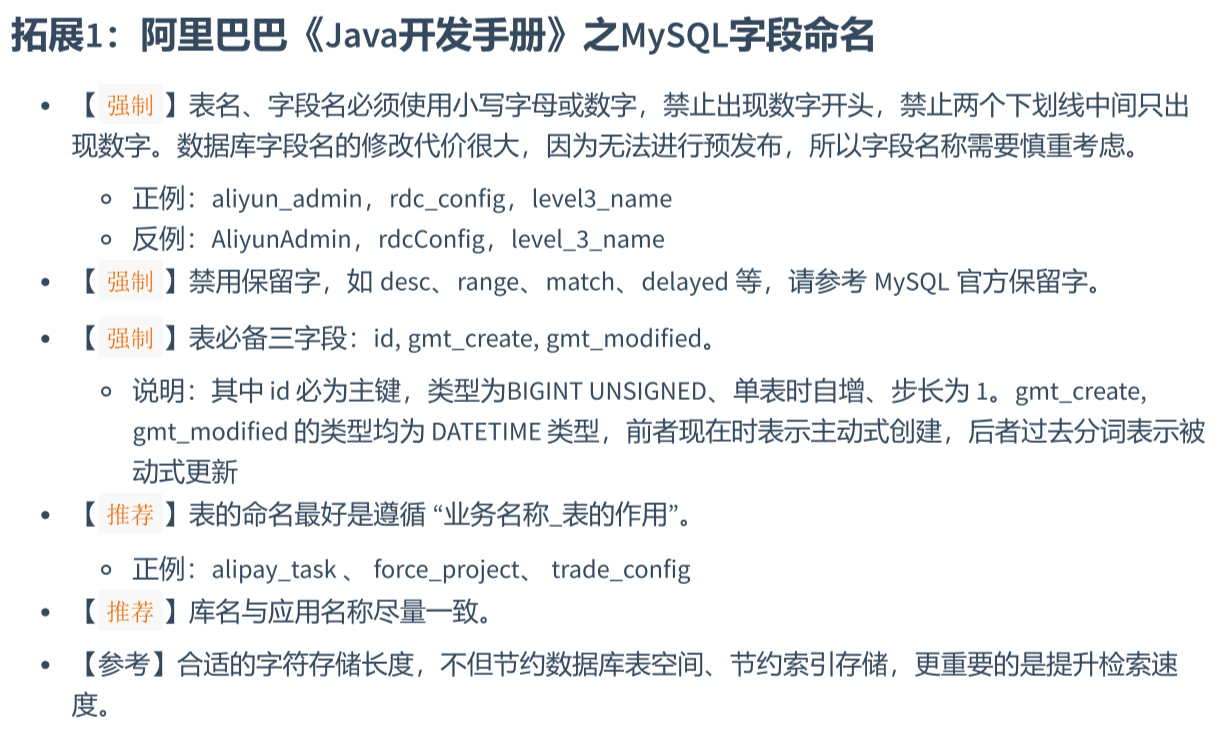 拓展1：阿里巴巴《Java开发手册》之MySQL字段命名
【强制】表名、字段名必须使用小写字母或数字，禁止出现数字开头，禁止两个下划线中间只出
现数字。数据库字段名的修改代价很大，因为无法进行预发布，所以字段名称需要慎重考虑。
正例：aliyun_admin，rdc_config，level3_name
反例：AliyunAdmin，rdcConfig，level_3_name
【强制】禁用保留字，如 desc、range、match、delayed 等，请参考 MySQL 官方保留字。
【强制】表必备三字段：id, gmt_create, gmt_modified。
说明：其中 id 必为主键，类型为BIGINT UNSIGNED、单表时自增、步长为 1。gmt_create,
gmt_modified 的类型均为 DATETIME 类型，前者现在时表示主动式创建，后者过去分词表示被
动式更新
【推荐】表的命名最好是遵循 “业务名称_表的作用”。
正例：alipay_task 、 force_project、 trade_config
【推荐】库名与应用名称尽量一致。
【参考】合适的字符存储长度，不但节约数据库表空间、节约索引存储，更重要的是提升检索速
度。